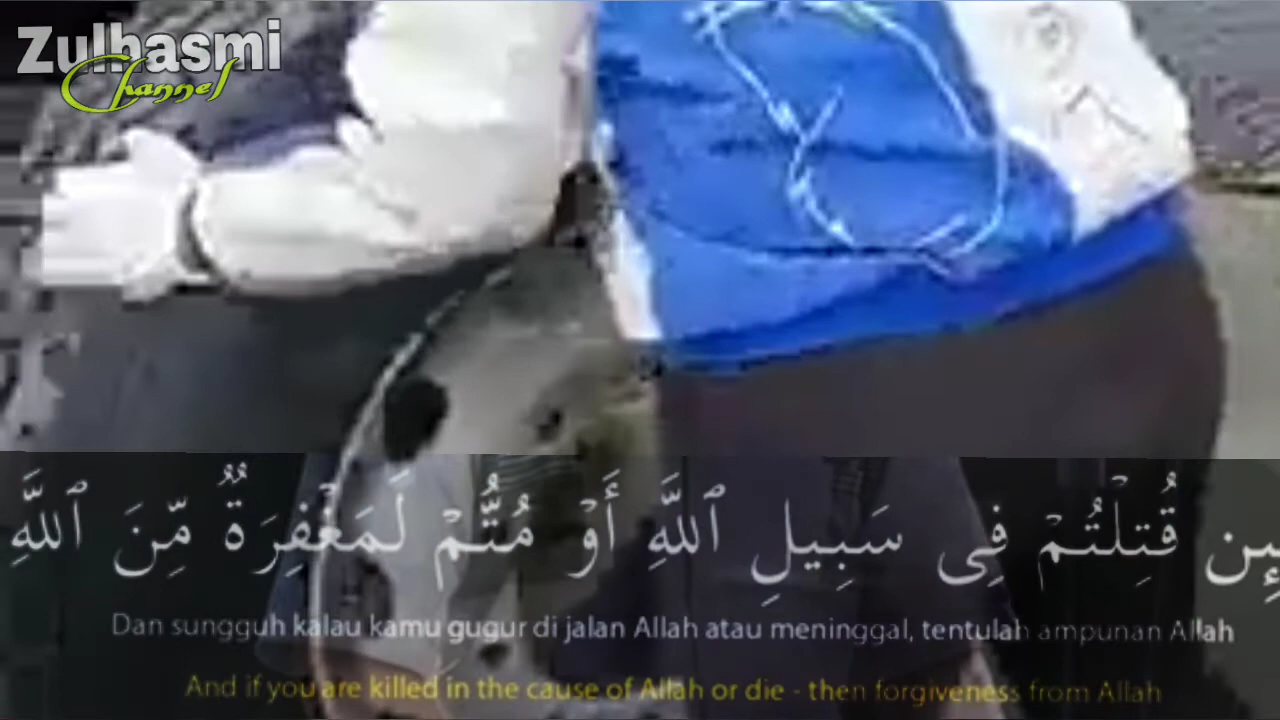 Zulhasmi
Channel
ئِن قُتِلْتُمْ فِى سَبِيلِ ٱللَّهِ أَوْ مُتُّمْ لَمَغْفِرَةٌ مِّنَ ٱللَّهِ
Dan sungguh kalau kamu gugur di jalan Allah atau meninggal, tentulah ampunan Allah
And if you are killed in the cause of Allah or die - then forgiveness from Allah